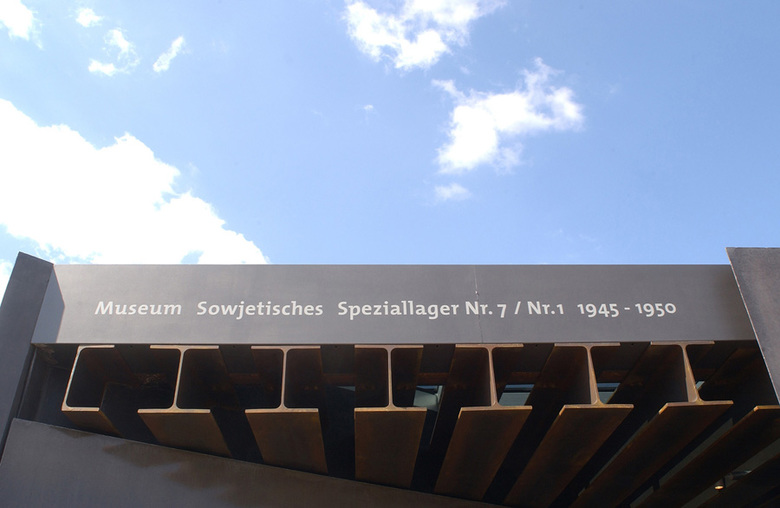 Museum Sowjetisches Speziallager Nr. 7 / Nr.1 1945 - 1950